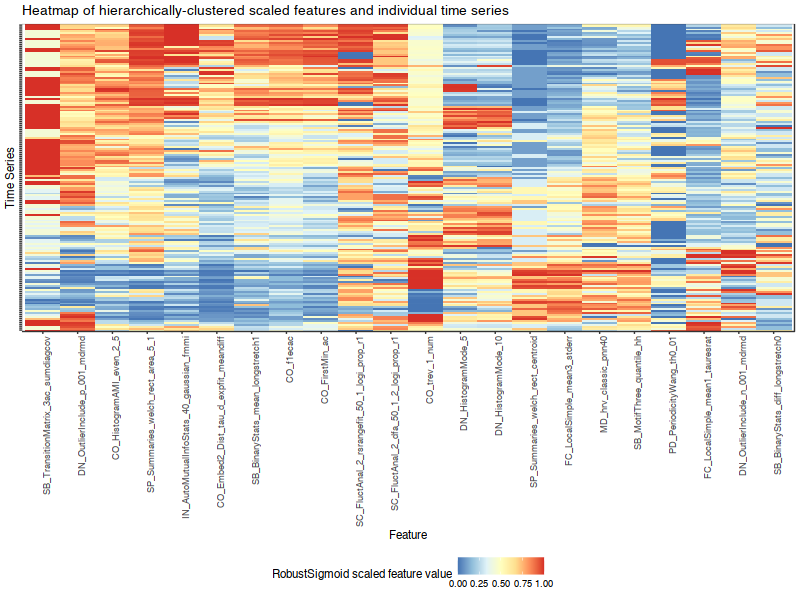 Heatmap of hierarchically-clustered scaled features and individual time series
Time Series
SB_TransitionMatrix_3ac_sumdiagcov
DN_OutlierInclude_p_001_mdrmd
CO_HistogramAMI_even_2_5
SP_Summaries_welch_rect_area_5_1
IN_AutoMutualInfoStats_40_gaussian_fmmi
CO_Embed2_Dist_tau_d_expfit_meandiff
SB_BinaryStats_mean_longstretch1
CO_f1ecac
CO_FirstMin_ac
SC_FluctAnal_2_rsrangefit_50_1_logi_prop_r1
SC_FluctAnal_2_dfa_50_1_2_logi_prop_r1
CO_trev_1_num
DN_HistogramMode_5
DN_HistogramMode_10
SP_Summaries_welch_rect_centroid
FC_LocalSimple_mean3_stderr
MD_hrv_classic_pnn40
SB_MotifThree_quantile_hh
PD_PeriodicityWang_th0_01
FC_LocalSimple_mean1_tauresrat
DN_OutlierInclude_n_001_mdrmd
SB_BinaryStats_diff_longstretch0
Feature
RobustSigmoid scaled feature value
0.00 0.25 0.50 0.75 1.00